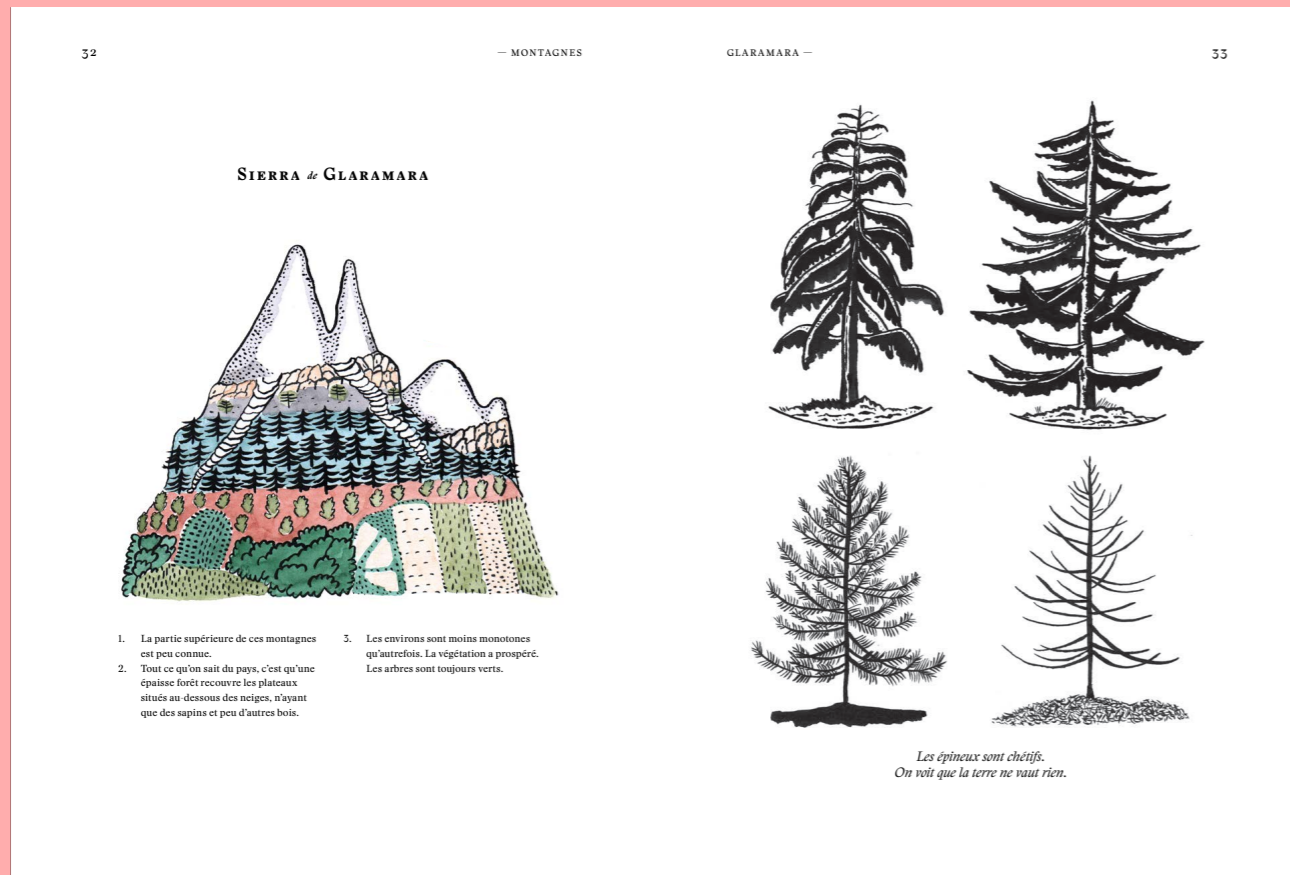 32
— MONTAGNES
GLARAMARA —
33
SIERRA de GLARAMARA
1. La partie supérieure de ces montagnes
est peu connue.
2. Tout ce qu'on sait du pays, c'est qu'une
épaisse forêt recouvre les plateaux
situés au-dessous des neiges, n'ayant
que des sapins et peu d'autres bois.
3. Les environs sont moins monotones
qu'autrefois. La végétation a prospéré.
Les arbres sont toujours verts.
Les épineux sont chétifs.
On voit que la terre ne vaut rien.